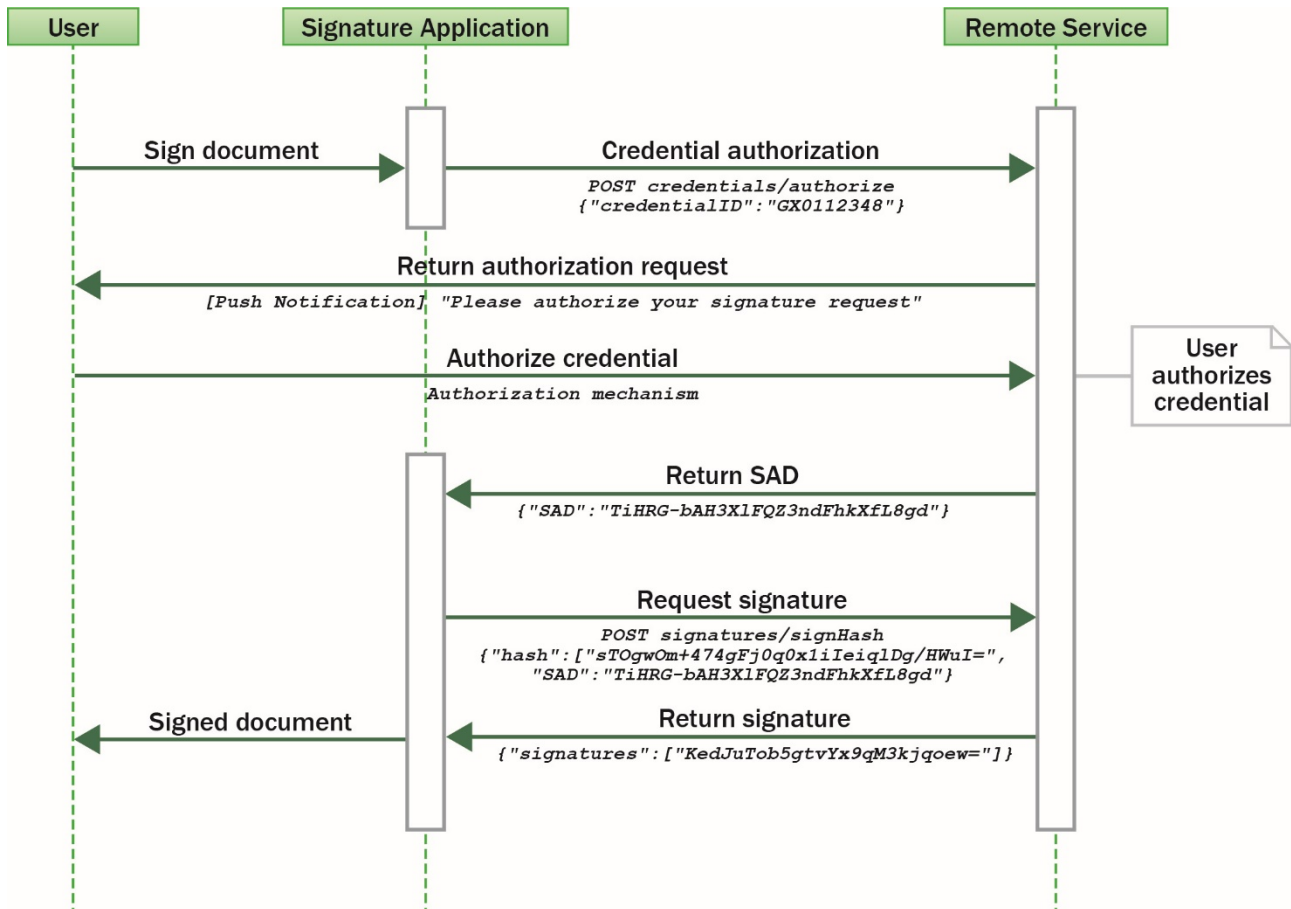 User
Signature Application
Remote Service
Sign document
Credential authorization
POST credentials/authorize
{"credentialID":"GX0112348"}
Return authorization request
[Push Notification] "Please authorize your signature request"
Authorize credential
Authorization mechanism
User
authorizes
credential
Return SAD
{"SAD":"TiHRG-bAH3XlFQZ3ndFhkXfL8gd"}
Request signature
POST signatures/signHash
{"hash":["sTOgwOm+474gFj0q0x1iIeiqlDg/HWuI=",
"SAD":"TiHRG-bAH3XlFQZ3ndFhkXfL8gd"}
Signed document
Return signature
{"signatures":["KedJuTob5gtvYx9qM3kjqoew="]}